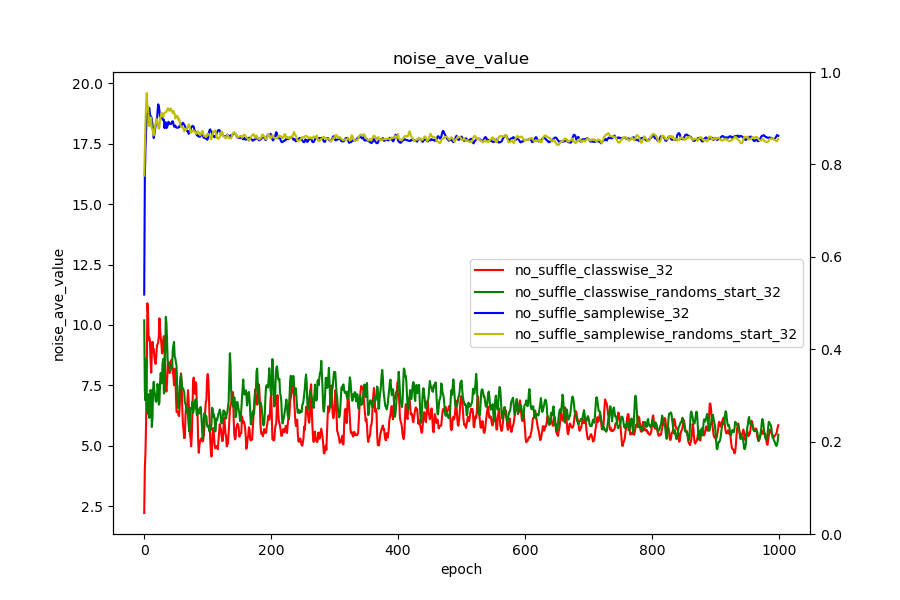 noise_ave_value
20.0
17.5
15.0
12.5
10.0
7.5
5.0
2.5
noise_ave_value
1.0
0.8
0.6
0.4
0.2
0.0
no_suffle_classwise_32
no_suffle_classwise_randoms_start_32
no_suffle_samplewise_32
no_suffle_samplewise_randoms_start_32
0 200 400 600 800 1000
epoch